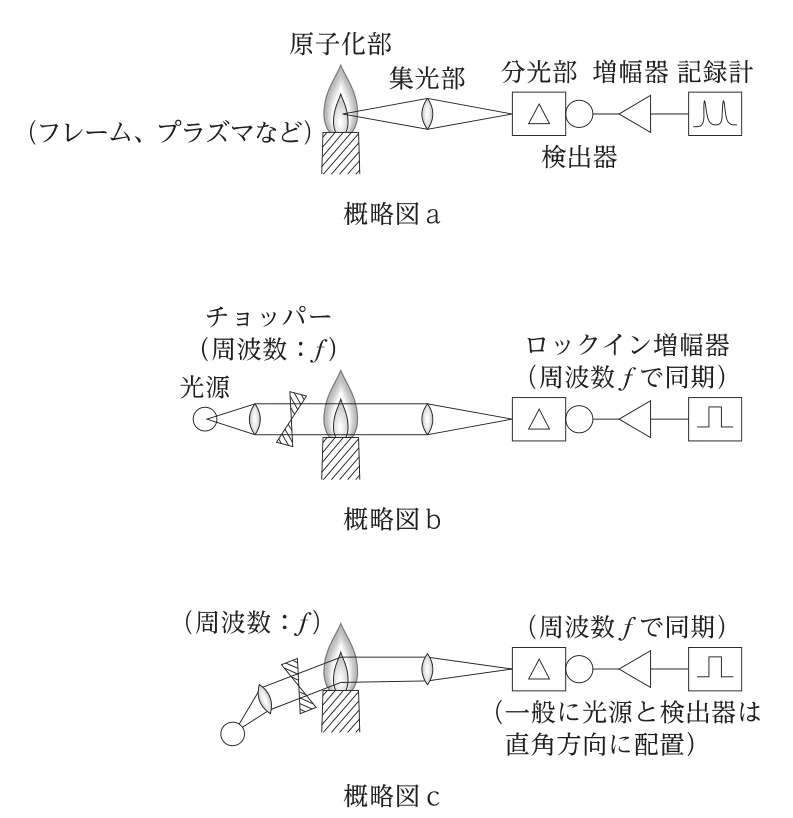 原子化部
集光部
分光部 増幅器 記録計
（フレーム、プラズマなど）
検出器
概略図 a
チョッパー
（周波数：f）
ロックイン増幅器
（周波数 f で同期）
光源
概略図 b
（周波数：f）
（周波数 f で同期）
（一般に光源と検出器は
直角方向に配置）
概略図 c